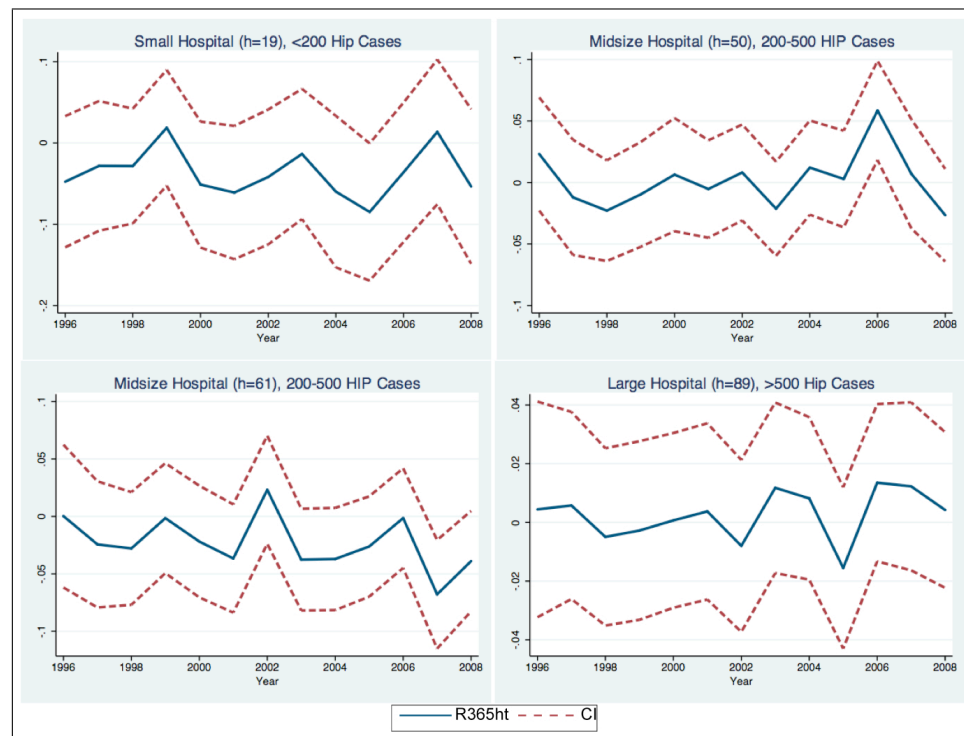 Small Hospital (h=19), <200 Hip Cases
.1
0
-.1
-.2
1996 1998 2000 2002 2004 2006 2008
Year
Midsize Hospital (h=50), 200-500 HIP Cases
.1
.05
0
-.05
-.1
1996 1998 2000 2002 2004 2006 2008
Year
Midsize Hospital (h=61), 200-500 HIP Cases
.1
.05
0
-.05
-.1
1996 1998 2000 2002 2004 2006 2008
Year
Large Hospital (h=89), >500 Hip Cases
.04
.02
0
-.02
-.04
1996 1998 2000 2002 2004 2006 2008
Year
R365ht CI